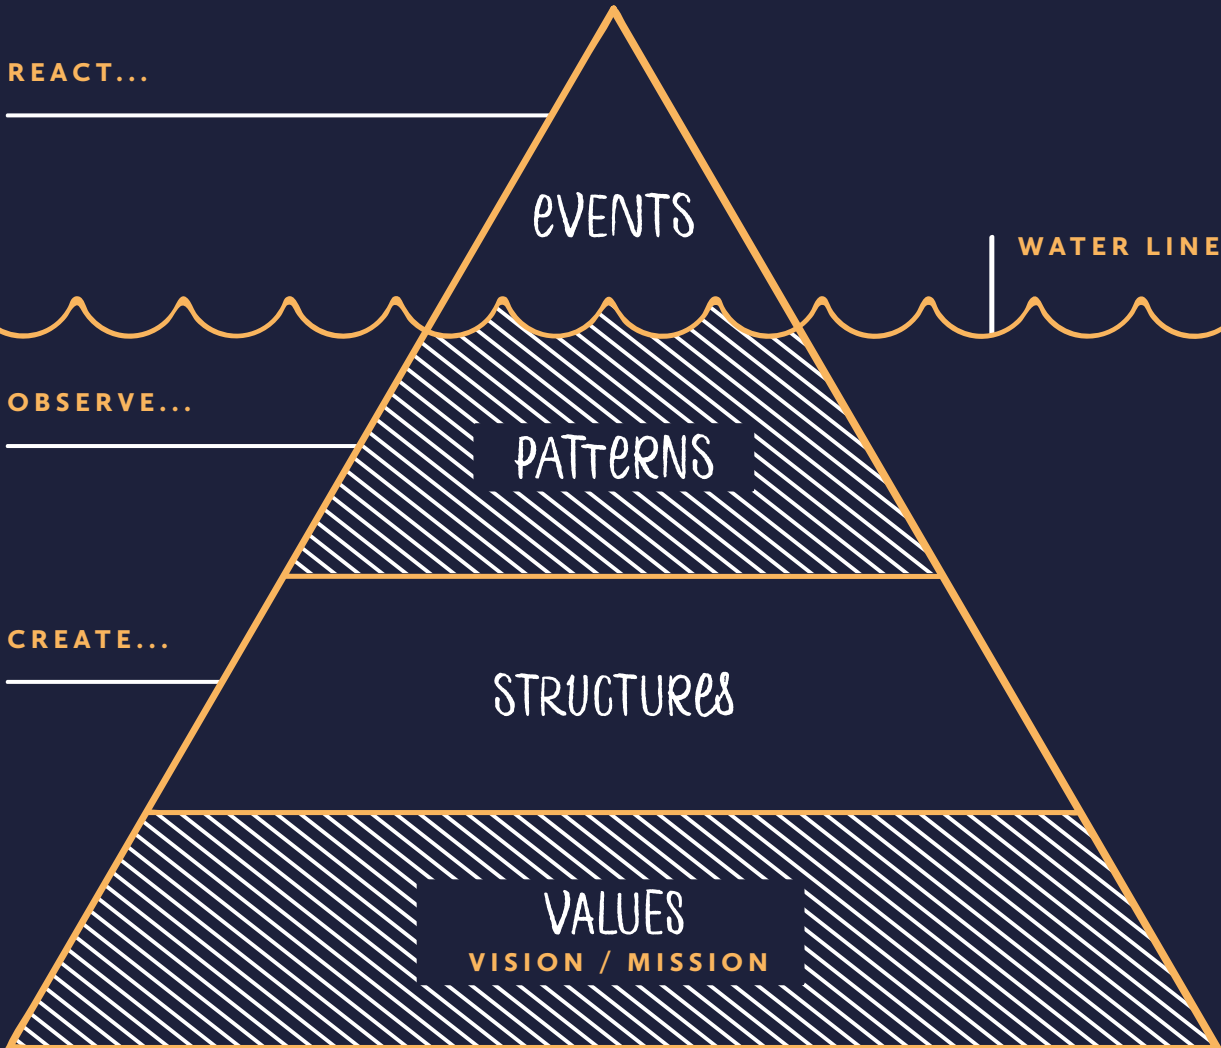 REACT...
eVENTS
WATER LINE
OBSERVE...
PATTeRNS
CREATE...
STRUCTUReS
VALUES
VISION / MISSION